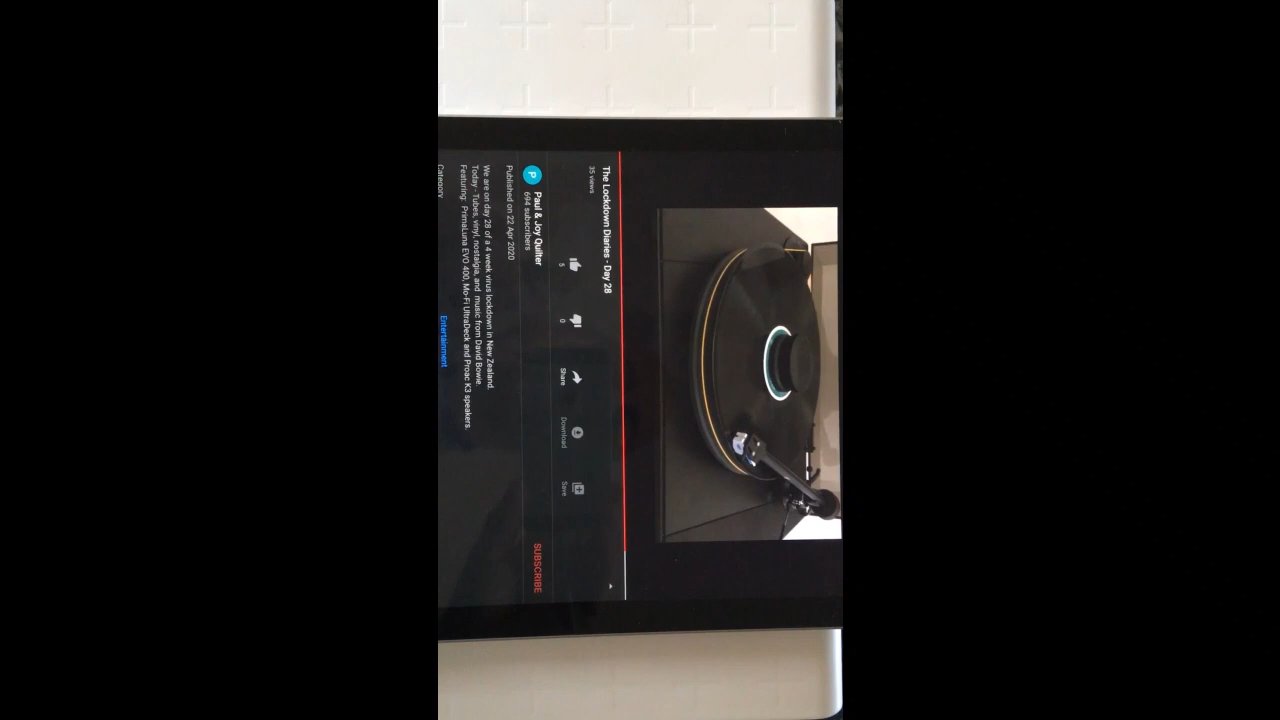 The Lockdown Diaries - Day 28
35 views
5
0
Share
Download
Save
P
Paul & Joy Quilter
694 subscribers
SUBSCRIBE
Published on 22 Apr 2020
We are on day 28 of a 4 week virus lockdown in New Zealand.
Today - Tubes, vinyl, nostalgia, and music from David Bowie.
Featuring: PrimaLuna EVO 400, Mo-Fi UltraDeck and Proac K3 speakers.
Category
Entertainment